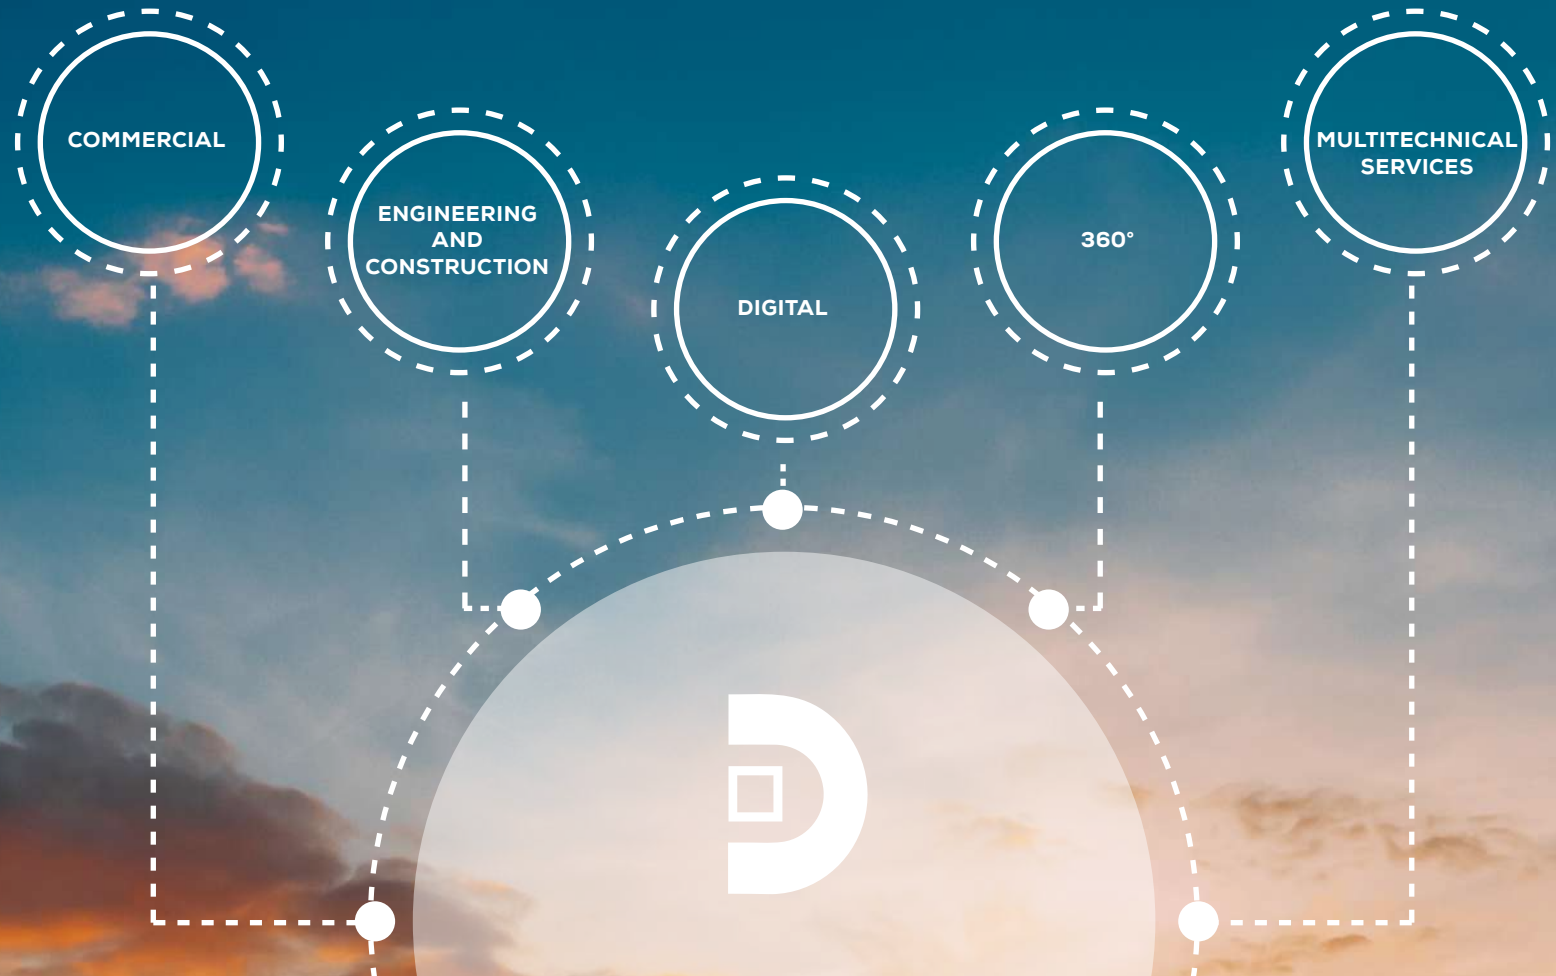 COMMERCIAL
ENGINEERING
AND
CONSTRUCTION
DIGITAL
360°
MULTITECHNICAL
SERVICES